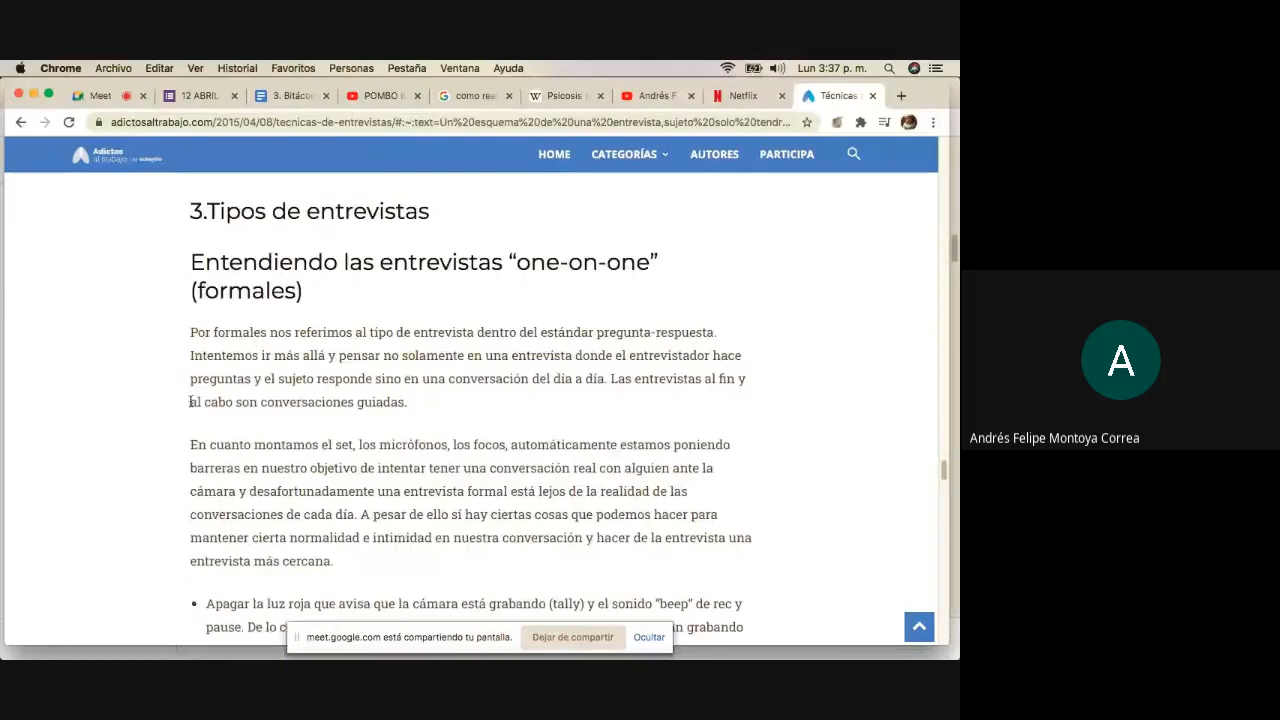 Chrome Archivo Editar Ver Historial Favoritos Personas Pestaña Ventana Ayuda Lun 3:37 p. m.
Meet 12 ABRIL 3. Bitáco POMBO como rea Psicosis Andrés F Netflix Técnicas
adictosaltrabajo.com/2015/04/08/tecnicas-de-entrevistas/#:~:text=Un%20esquema%20de%20una%20entrevista,sujeto%20solo%20tendr...
Adictos
al trabajo
HOME CATEGORÍAS AUTORES PARTICIPA
3.Tipos de entrevistas
Entendiendo las entrevistas “one-on-one”
(formales)
Por formales nos referimos al tipo de entrevista dentro del estándar pregunta-respuesta.
Intentemos ir más allá y pensar no solamente en una entrevista donde el entrevistador hace
preguntas y el sujeto responde sino en una conversación del día a día. Las entrevistas al fin y
al cabo son conversaciones guiadas.
En cuanto montamos el set, los micrófonos, los focos, automáticamente estamos poniendo
barreras en nuestro objetivo de intentar tener una conversación real con alguien ante la
cámara y desafortunadamente una entrevista formal está lejos de la realidad de las
conversaciones de cada día. A pesar de ello si hay ciertas cosas que podemos hacer para
mantener cierta normalidad e intimidad en nuestra conversación y hacer de la entrevista una
entrevista más cercana.
• Apagar la luz roja que avisa que la cámara está grabando (tally) y el sonido “beep” de rec y
pause. De lo grabando
meet.google.com está compartiendo tu pantalla. Dejar de compartir Ocultar
A
Andrés Felipe Montoya Correa